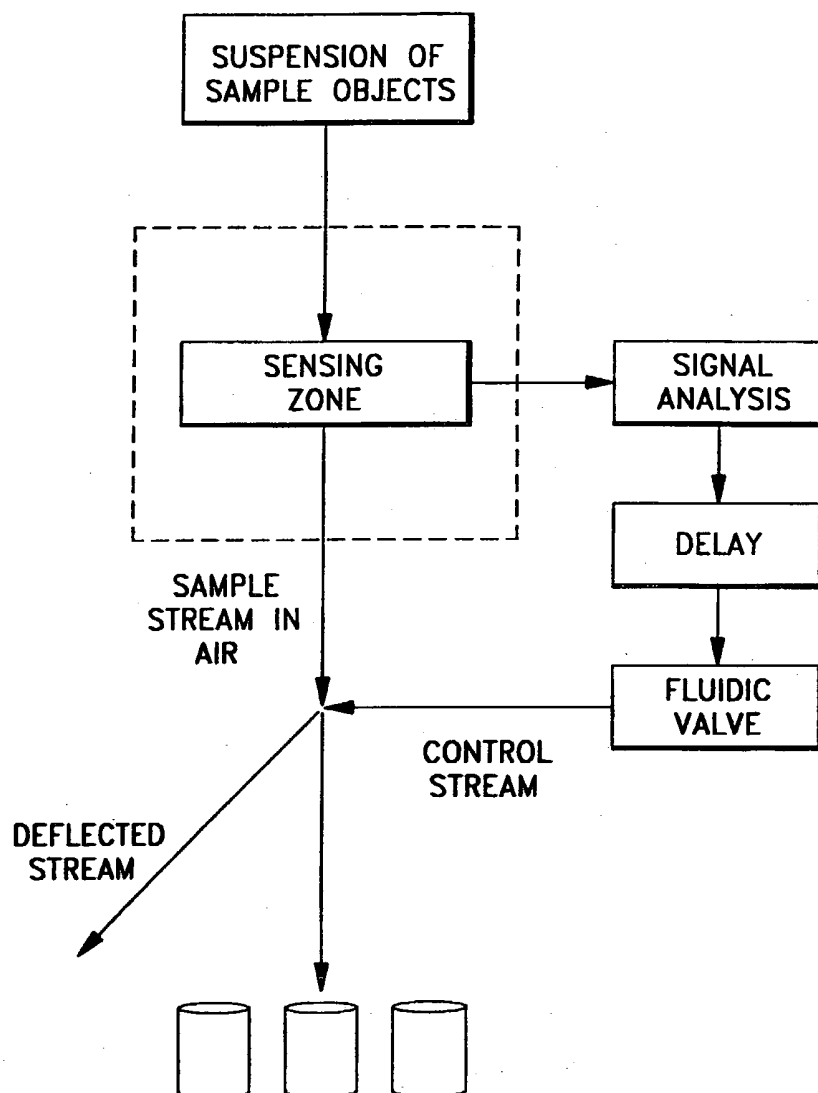 SUSPENSION OF
SAMPLE OBJECTS
SENSING
ZONE
SIGNAL
ANALYSIS
DELAY
SAMPLE
STREAM IN
AIR
FLUIDIC
VALVE
CONTROL
STREAM
DEFLECTED
STREAM